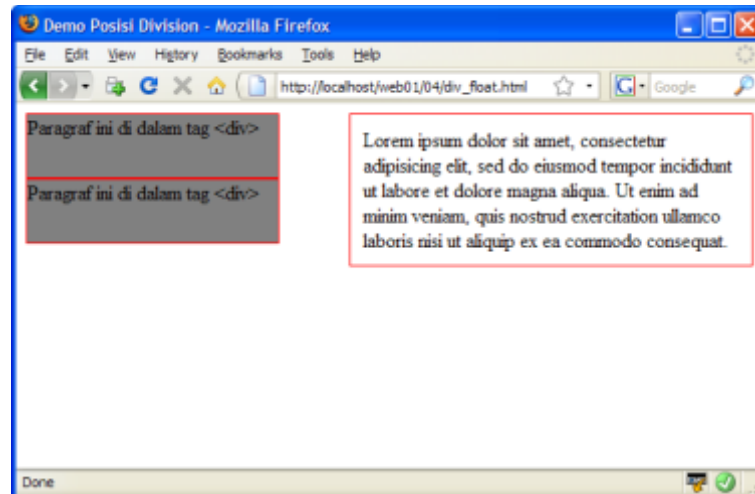 Demo Posisi Division - Mozilla Firefox
File Edit View History Bookmarks Tools Help
http://localhost/web01/04/div_float.html
G Google
Paragraf ini di dalam tag <div>
Paragraf ini di dalam tag <div>
Lorem ipsum dolor sit amet, consectetur
adipisicing elit, sed do eiusmod tempor incididunt
ut labore et dolore magna aliqua. Ut enim ad
minim veniam, quis nostrud exercitation ullamco
laboris nisi ut aliquip ex ea commodo consequat.
Done